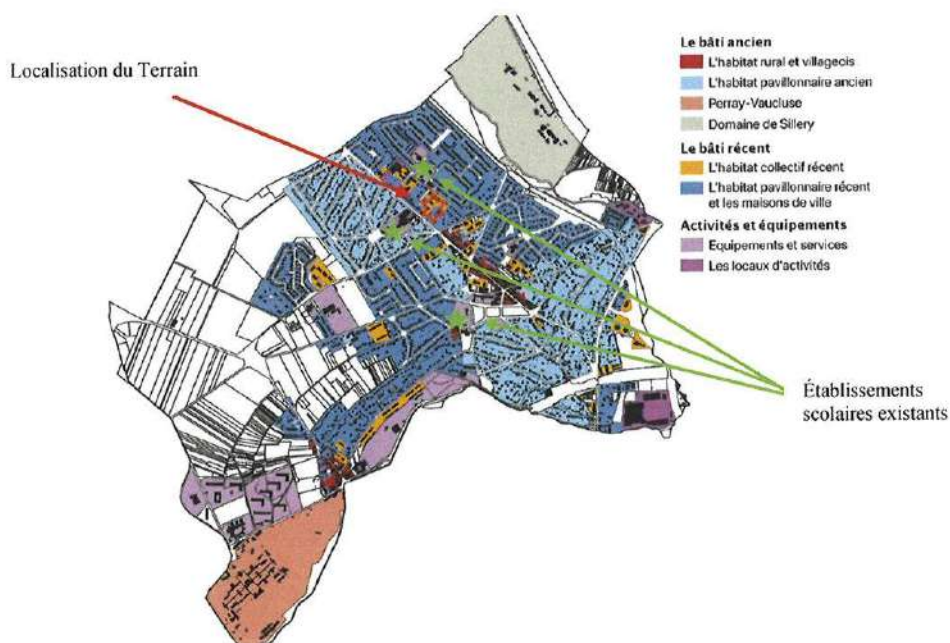 Localisation du Terrain
Le bâti ancien
L'habitat rural et villageois
L'habitat pavillonnaire ancien
Perray-Vaucluse
Domaine de Sillery
Le bâti récent
L'habitat collectif récent
L'habitat pavillonnaire récent
et les maisons de ville
Activités et équipements
Equipements et services
Les locaux d'activités
Établissements
scolaires existants